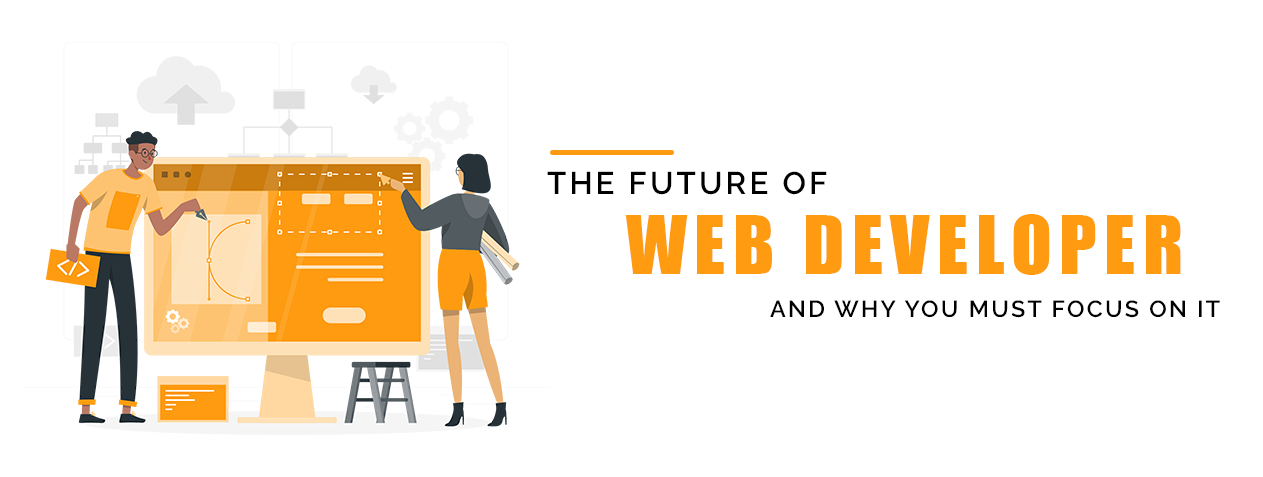 THE FUTURE OF
WEB DEVELOPER
AND WHY YOU MUST FOCUS ON IT